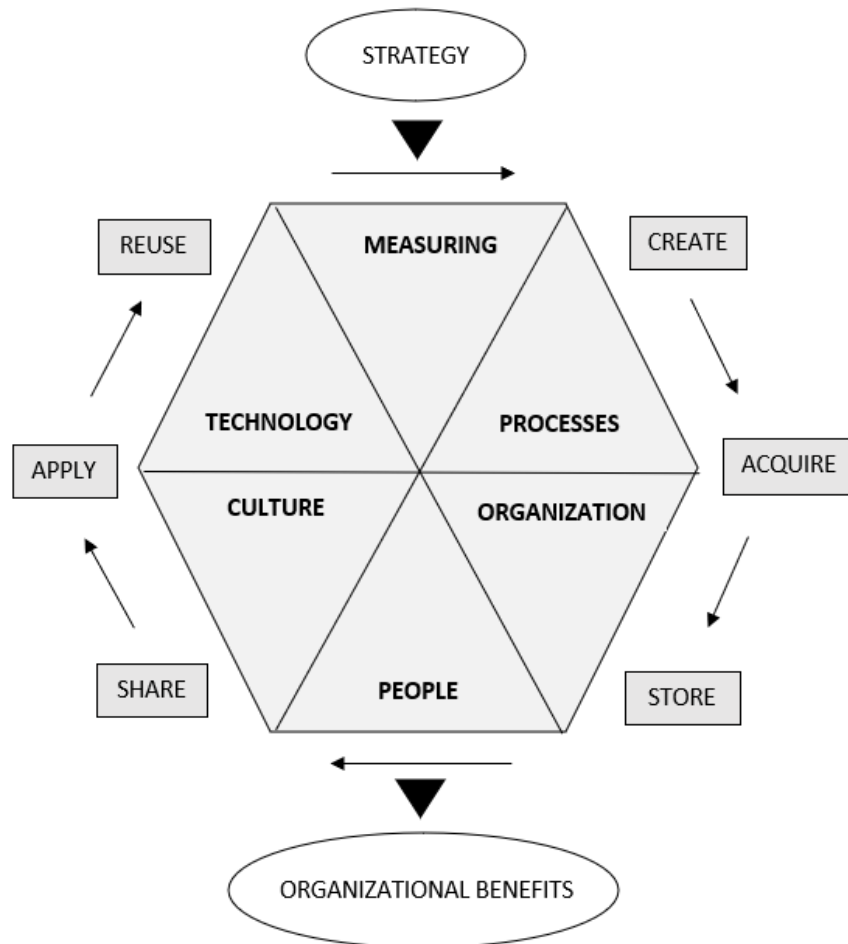 STRATEGY
REUSE
MEASURING
CREATE
TECHNOLOGY
PROCESSES
APPLY
ACQUIRE
CULTURE
ORGANIZATION
SHARE
PEOPLE
STORE
ORGANIZATIONAL BENEFITS